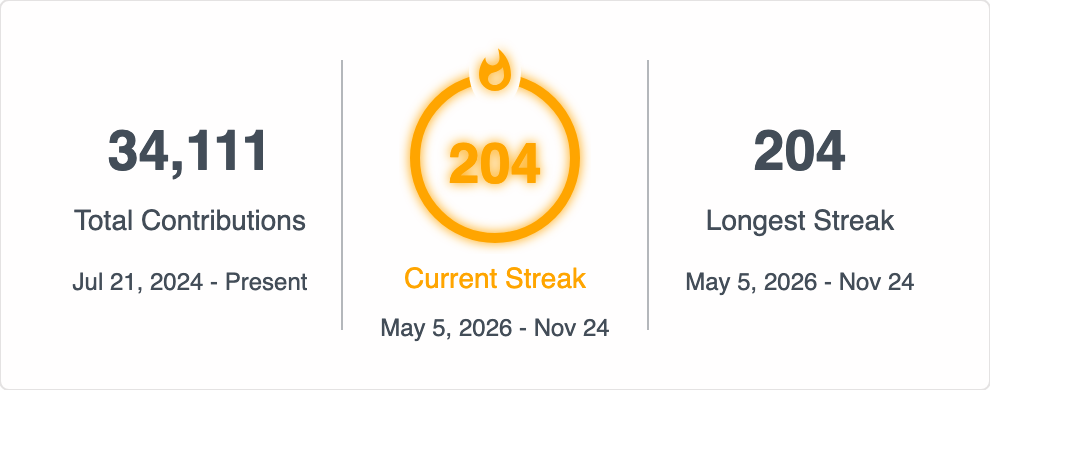 34,111
Total Contributions
Jul 21, 2024 - Present
204
Current Streak
May 5, 2026 - Nov 24
204
Longest Streak
May 5, 2026 - Nov 24